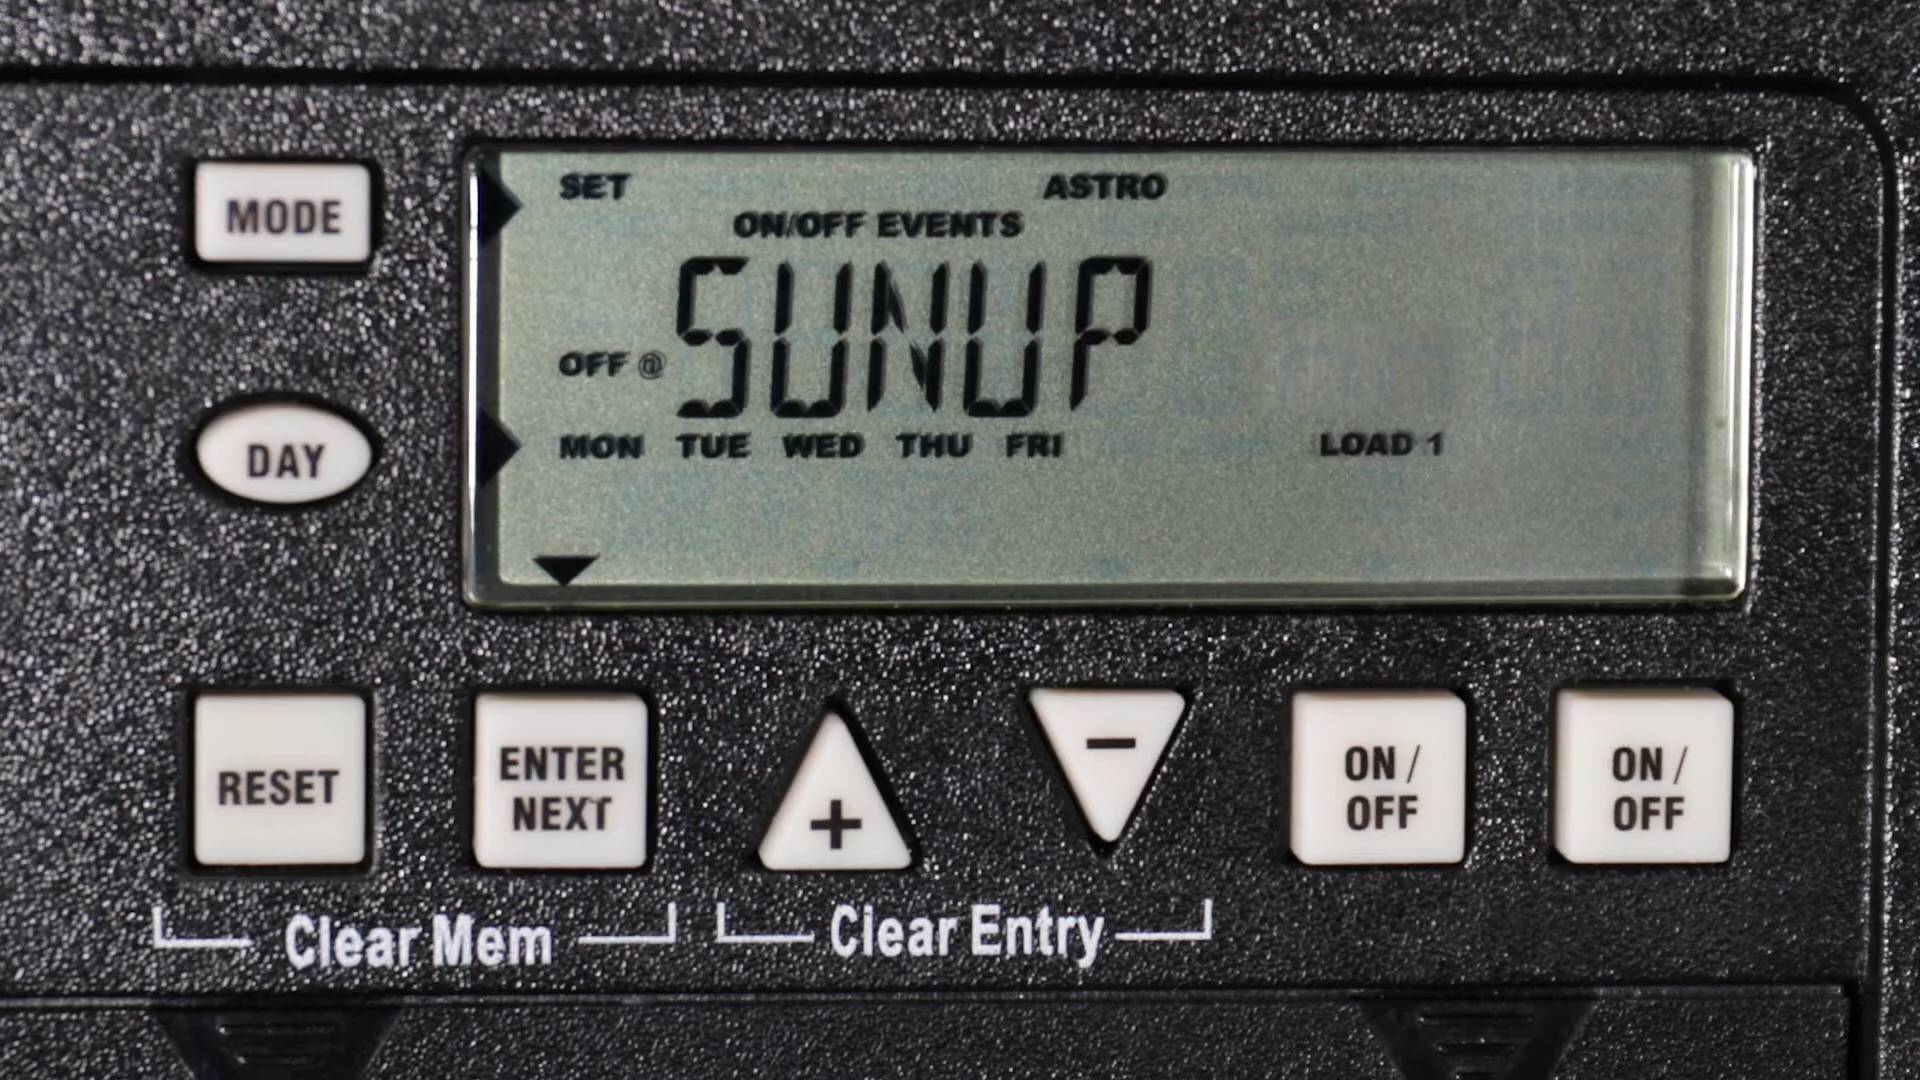 MODE
SET ASTRO
ON/OFF EVENTS
OFF @ SUNUP
DAY
MON TUE WED THU FRI LOAD 1
RESET
ENTER
NEXT
+
-
ON /
OFF
ON /
OFF
Clear Mem
Clear Entry